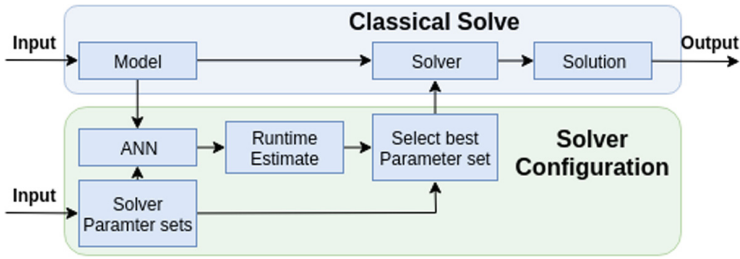 Classical Solve
Input
Model
Solver
Solution
Output
ANN
Runtime
Estimate
Select best
Parameter set
Solver
Configuration
Input
Solver
Paramter sets